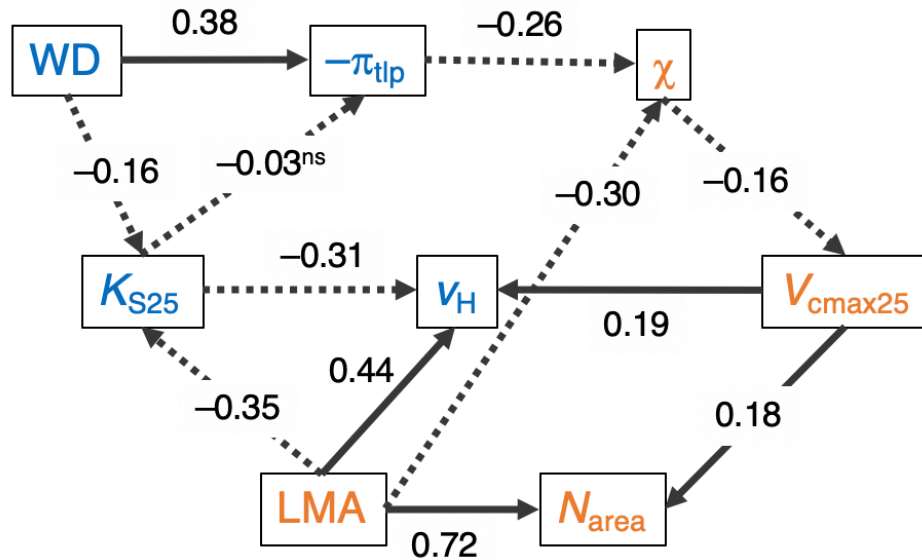 0.38
−0.26
WD
−πtlp
χ
−0.16
−0.03ns
−0.30
−0.16
−0.31
KS25
vH
Vcmax25
0.19
0.44
−0.35
0.18
LMA
Narea
0.72